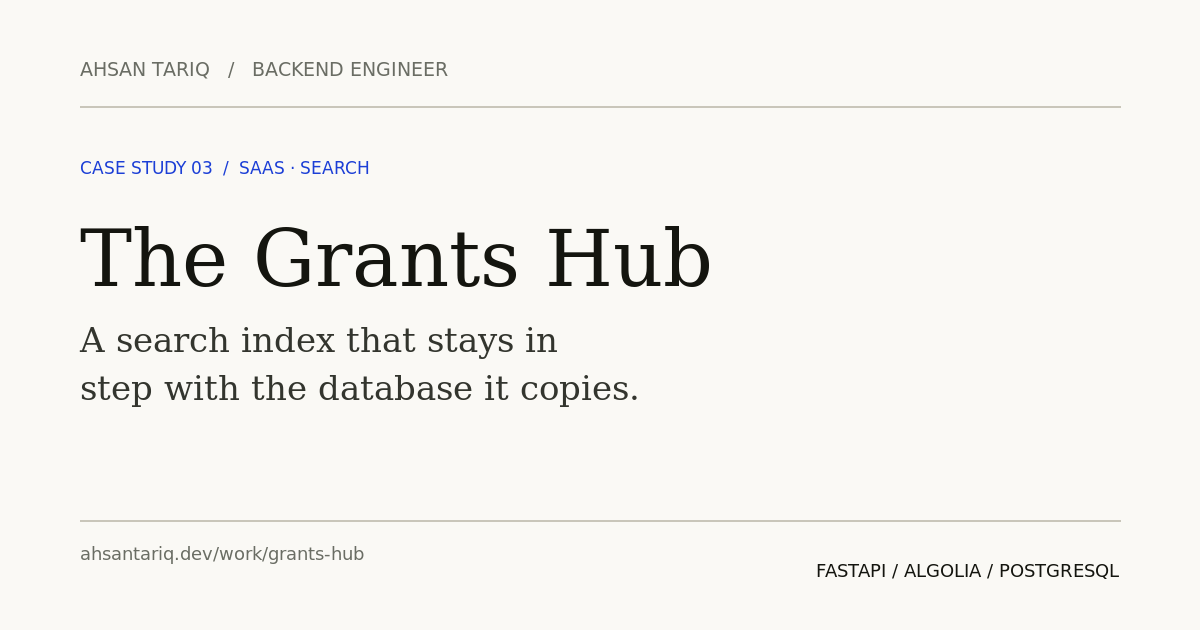 AHSAN TARIQ / BACKEND ENGINEER
CASE STUDY 03 / SAAS · SEARCH
The Grants Hub
A search index that stays in
step with the database it copies.
ahsantariq.dev/work/grants-hub
FASTAPI / ALGOLIA / POSTGRESQL